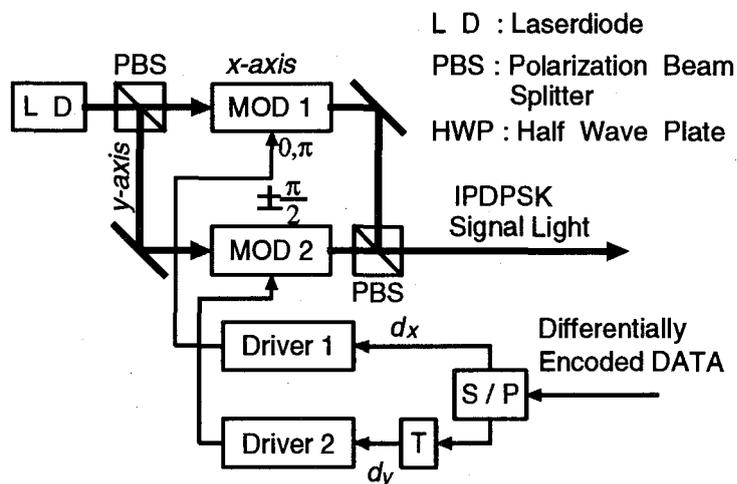 L D : Laserdiode
PBS : Polarization Beam
Splitter
HWP : Half Wave Plate
PBS
x-axis
L D
MOD 1
0,π
y-axis
±π/2
IPDPSK
Signal Light
MOD 2
PBS
Differentially
Encoded DATA
dx
Driver 1
S / P
Driver 2
T
dy